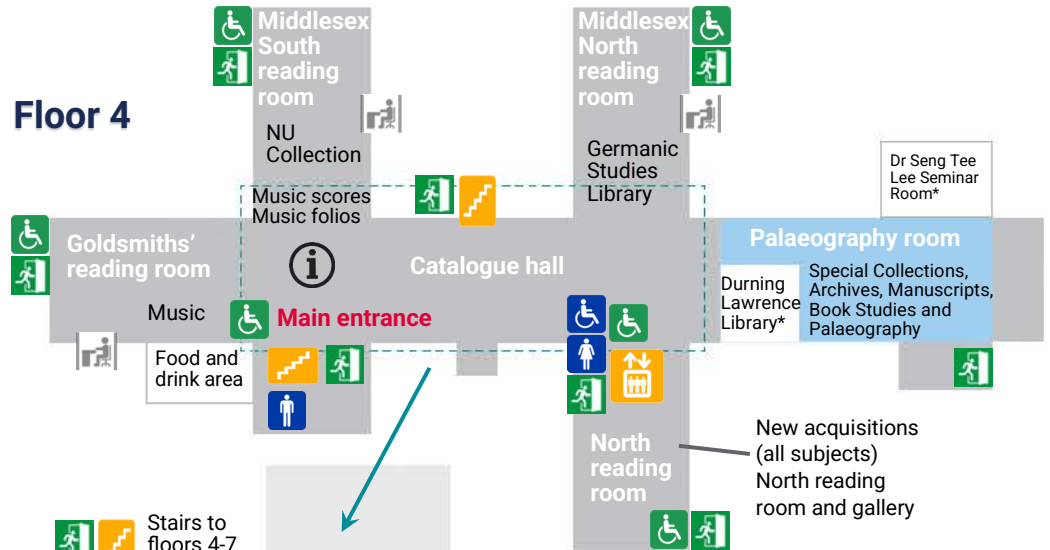 Floor 4
Middlesex
South
reading
room
NU
Collection
Music scores
Music folios
Middlesex
North
reading
room
Germanic
Studies
Library
Dr Seng Tee
Lee Seminar
Room*
Goldsmiths'
reading room
Music
Catalogue hall
Main entrance
Palaeography room
Durning
Lawrence
Library*
Special Collections,
Archives, Manuscripts,
Book Studies and
Palaeography
Food and
drink area
North
reading
room
New acquisitions
(all subjects)
North reading
room and gallery
Stairs to
floors 4-7